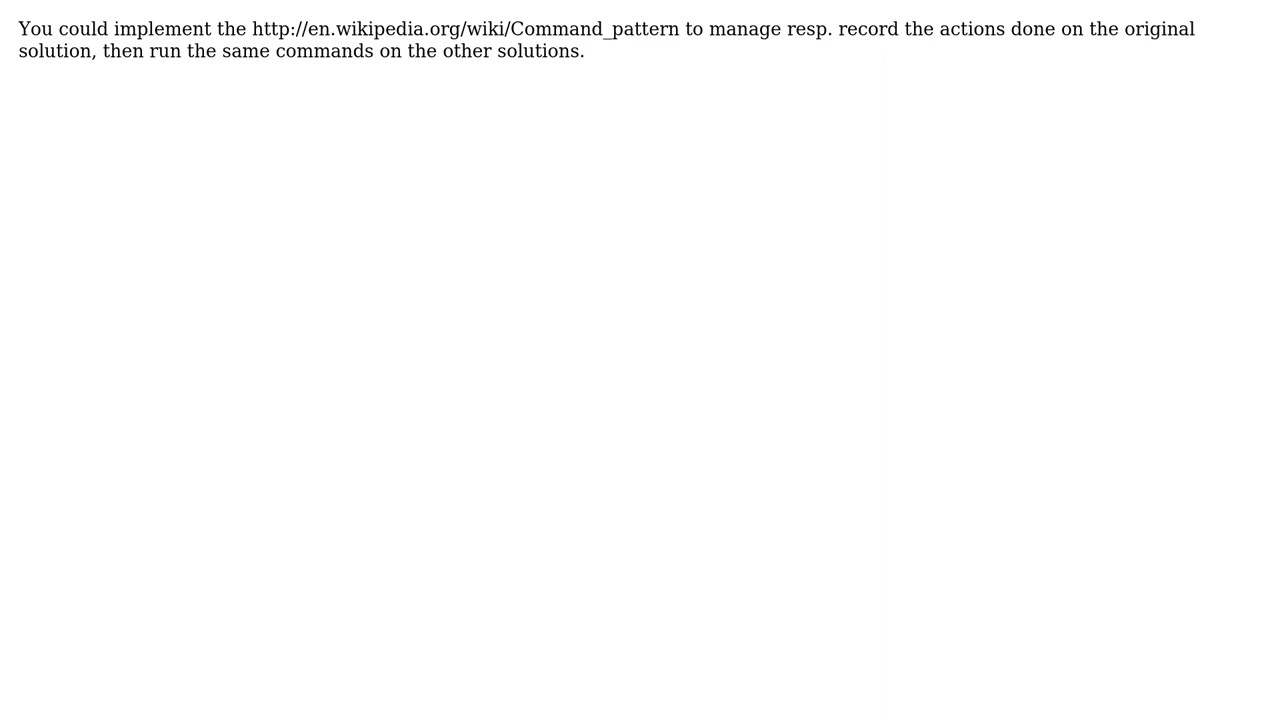 You could implement the http://en.wikipedia.org/wiki/Command_pattern to manage resp. record the actions done on the original
solution, then run the same commands on the other solutions.